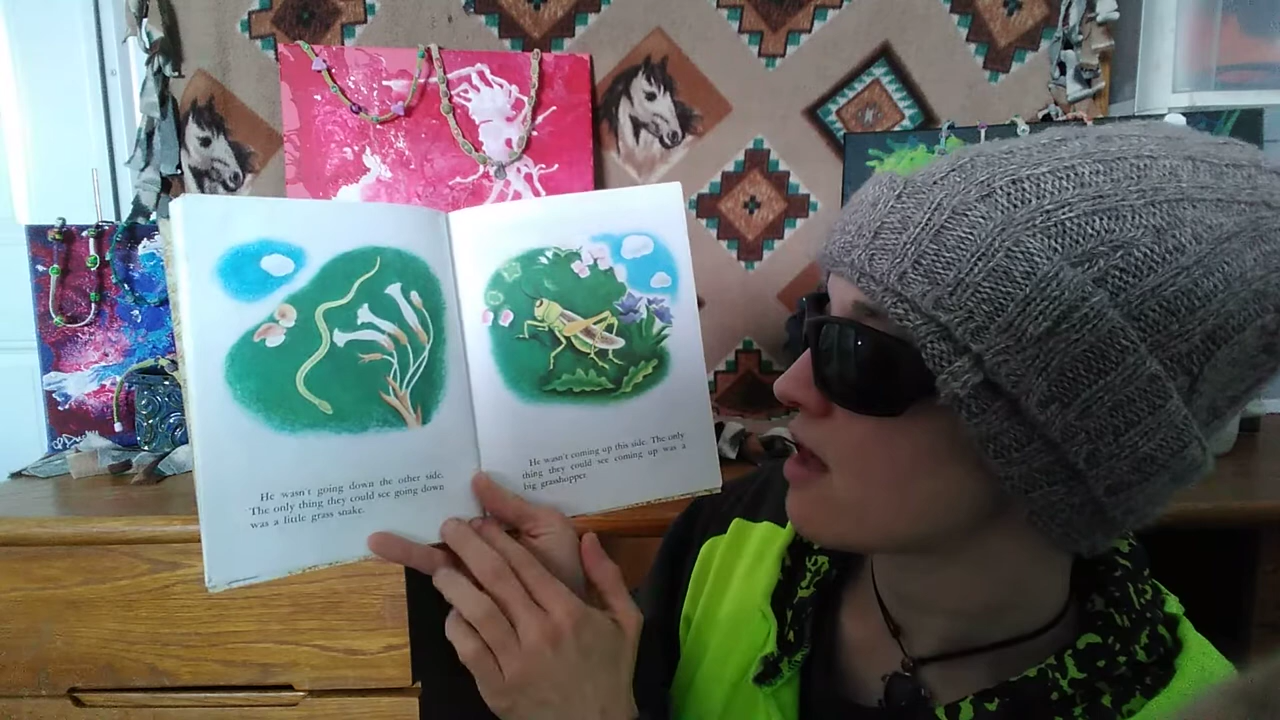 He wasn't going down the other side.
The only thing they could see going down
was a little grass snake.
He wasn't coming up this side. The only
thing they could see coming up was a
big grasshopper.